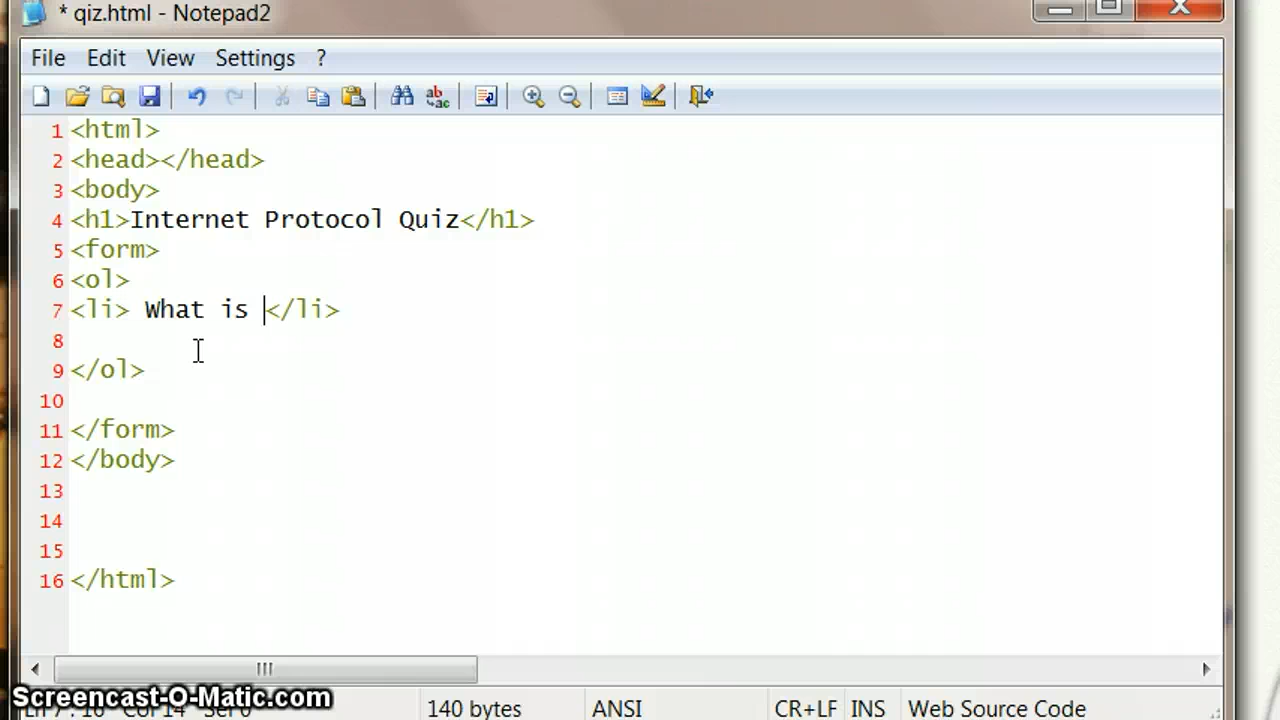 * qiz.html - Notepad2
File Edit View Settings ?
1 <html>
2 <head></head>
3 <body>
4 <h1>Internet Protocol Quiz</h1>
5 <form>
6 <ol>
7 <li> What is </li>
8
9 </ol>
10
11 </form>
12 </body>
13
14
15
16 </html>
Screencast-O-Matic.com
140 bytes ANSI CR+LF INS Web Source Code